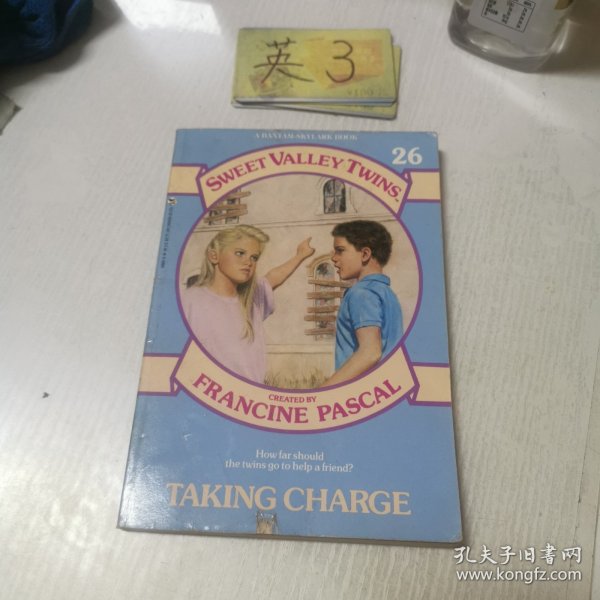 英 3
¥100
A BANTAM-SKYLARK BOOK
26
SWEET VALLEY TWINS
CREATED BY
FRANCINE PASCAL
How far should
the twins go to help a friend?
TAKING CHARGE
孔夫子旧书网
www.kongfz.com